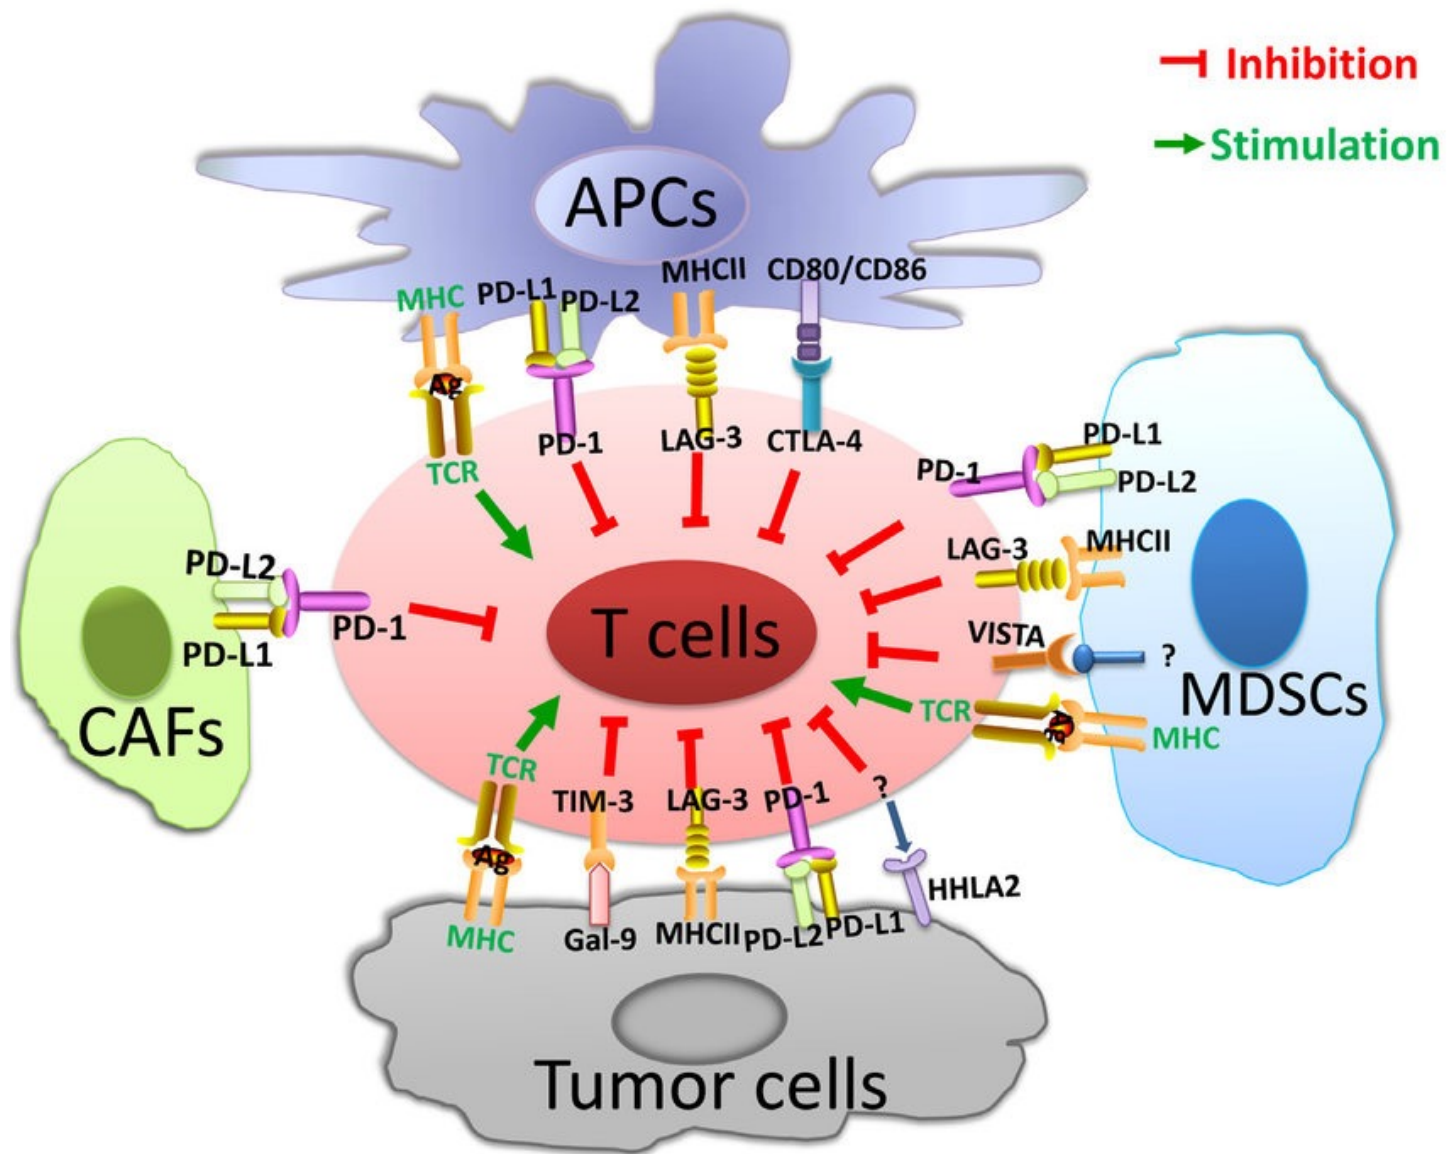 Inhibition
Stimulation
APCs
MHC
PD-L1
PD-L2
MHCII
CD80/CD86
Ag
TCR
PD-1
LAG-3
CTLA-4
PD-1
PD-L1
PD-L2
LAG-3
MHCII
VISTA
?
TCR
Ag
MHC
MDSCs
PD-L2
PD-L1
PD-1
CAFs
T cells
TCR
TIM-3
LAG-3
PD-1
?
Ag
MHC
Gal-9
MHCII
PD-L2
PD-L1
HHLA2
Tumor cells